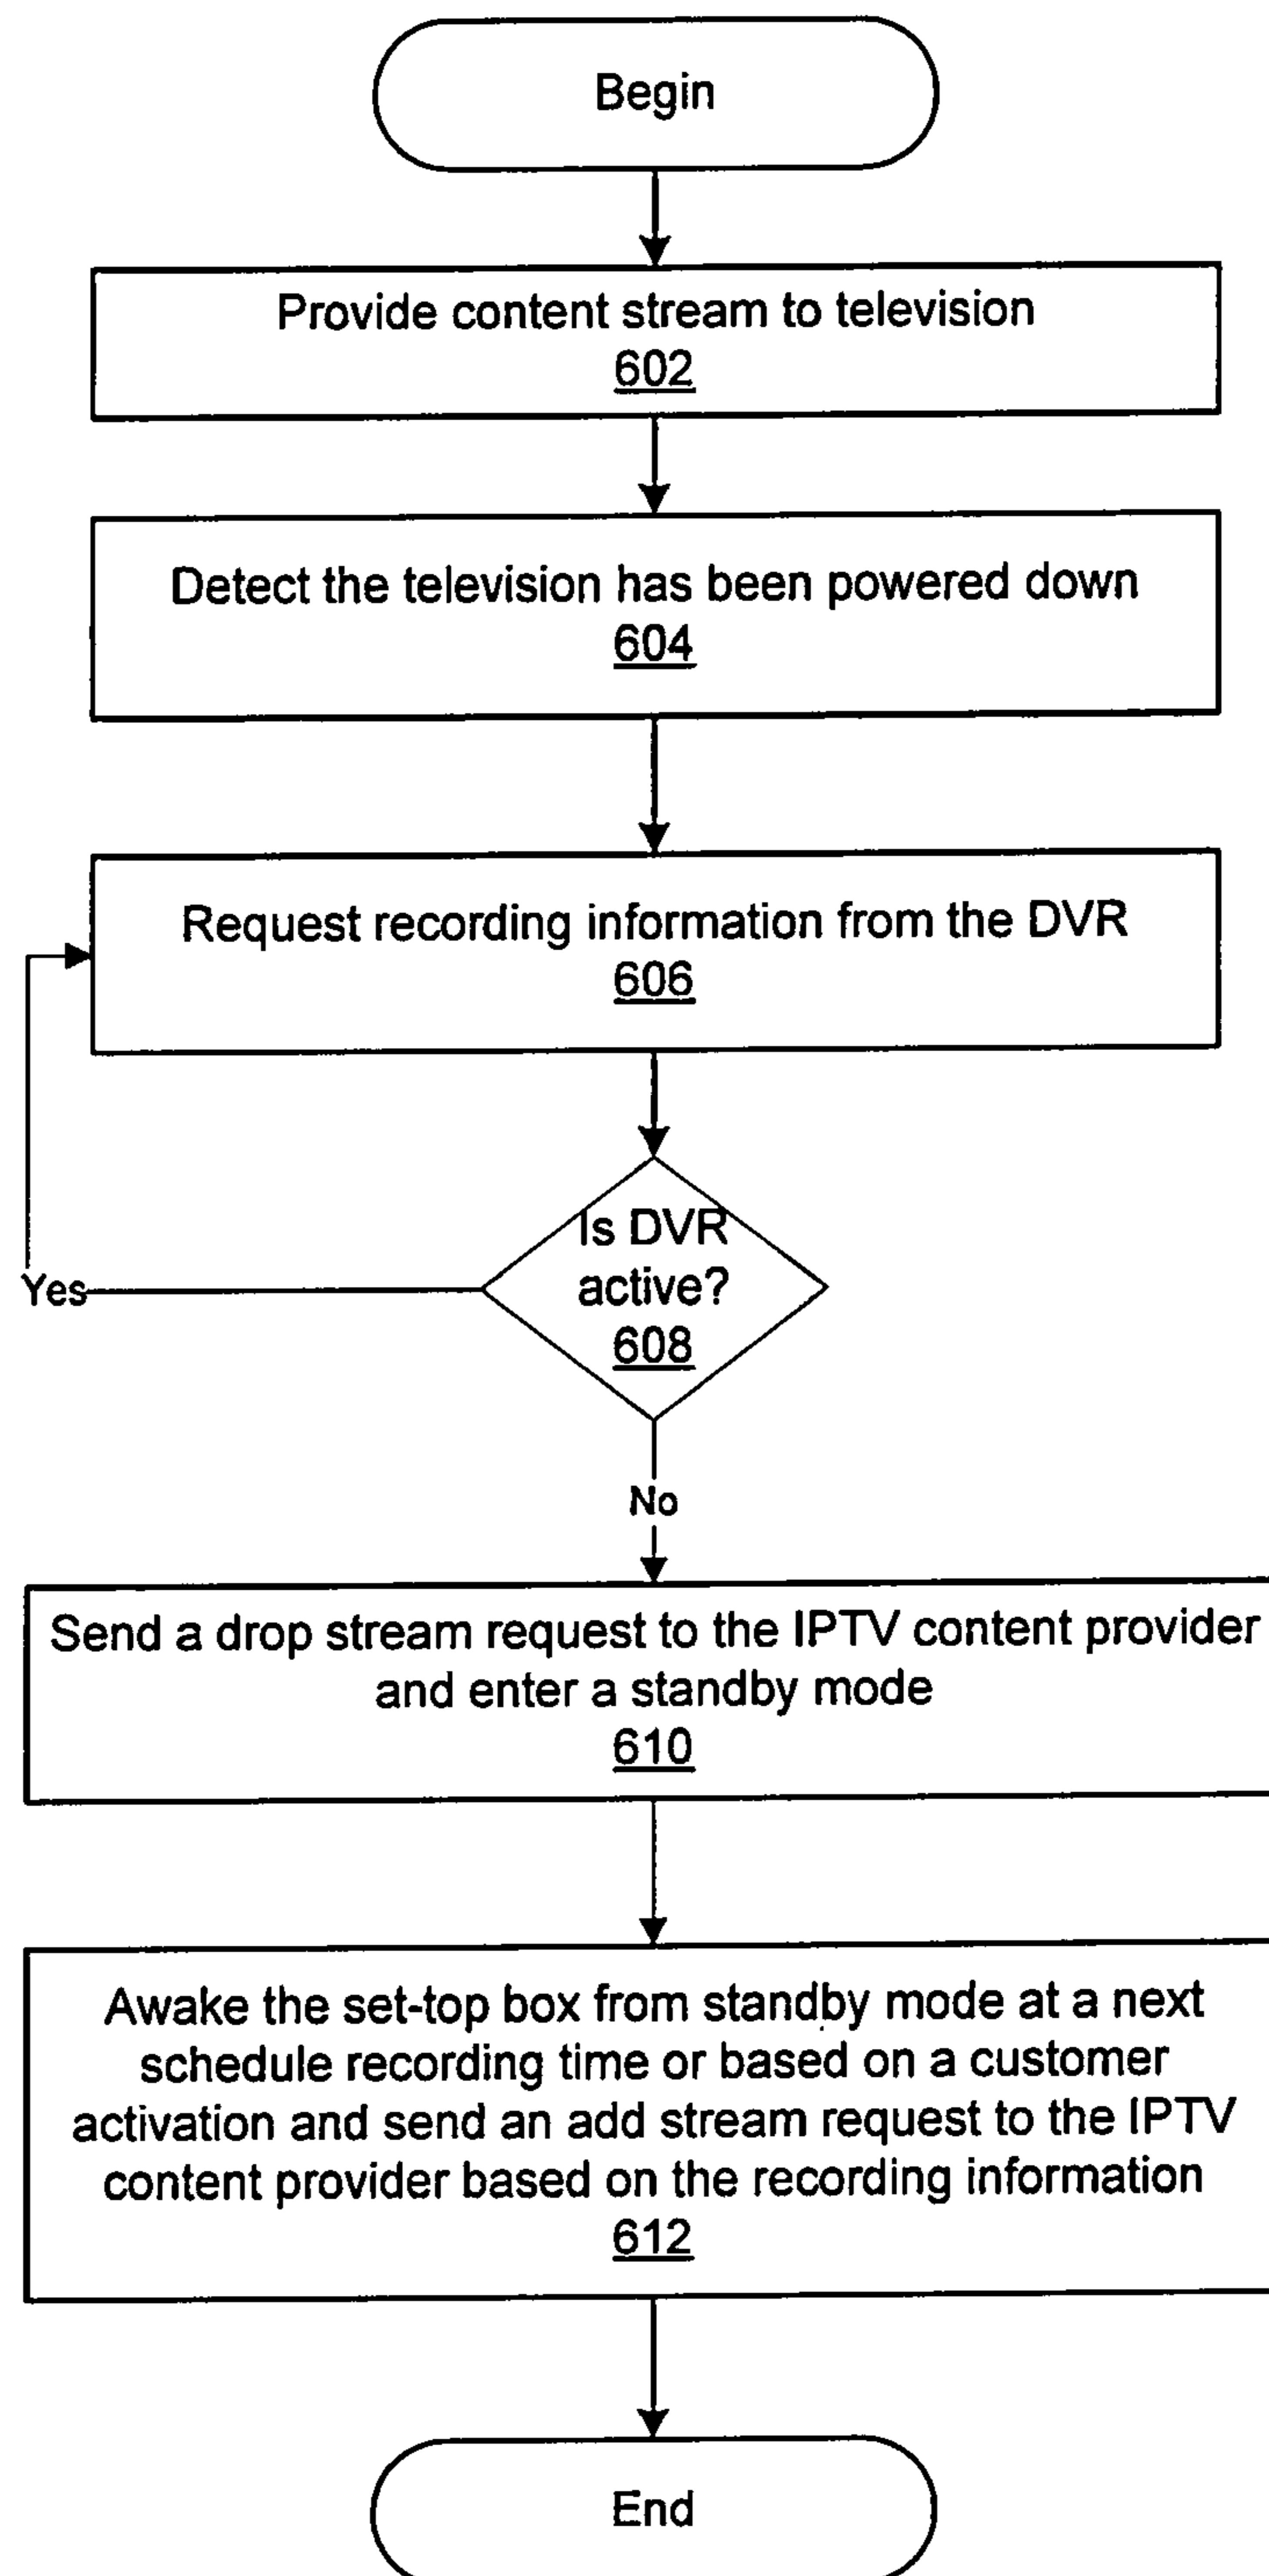 Begin
Provide content stream to television
602
Detect the television has been powered down
604
Request recording information from the DVR
606
Is DVR
active?
608
Yes
No
Send a drop stream request to the IPTV content provider
and enter a standby mode
610
Awake the set-top box from standby mode at a next
schedule recording time or based on a customer
activation and send an add stream request to the IPTV
content provider based on the recording information
612
End